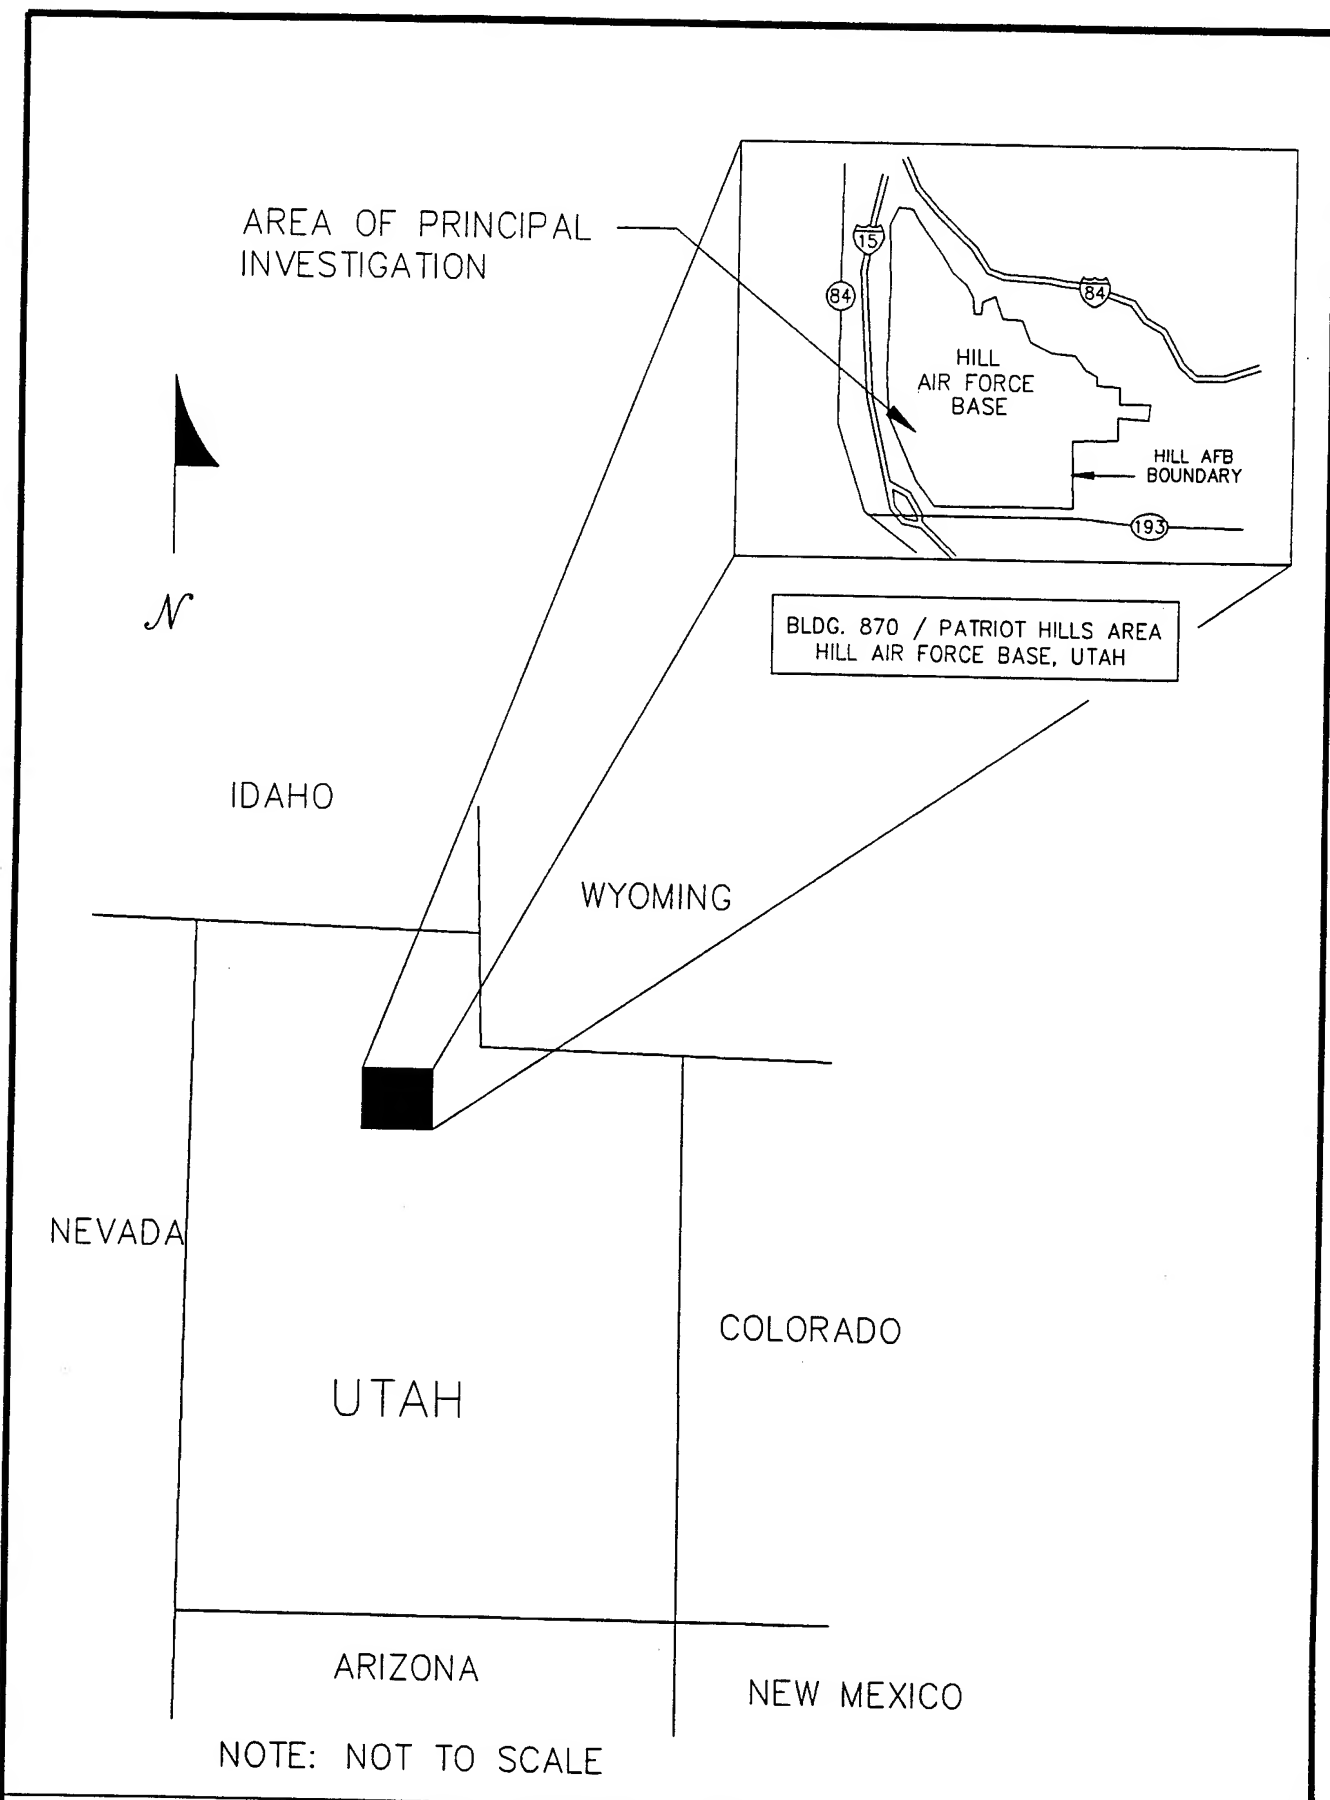 AREA OF PRINCIPAL
INVESTIGATION
15
84
84
HILL
AIR FORCE
BASE
HILL AFB
BOUNDARY
193
N
BLDG. 870 / PATRIOT HILLS AREA
HILL AIR FORCE BASE, UTAH
IDAHO
WYOMING
NEVADA
COLORADO
UTAH
ARIZONA
NEW MEXICO
NOTE: NOT TO SCALE